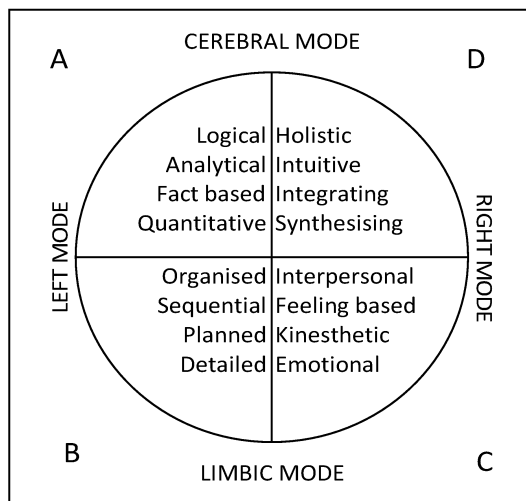 CEREBRAL MODE
A
D
Logical Holistic
Analytical Intuitive
Fact based Integrating
Quantitative Synthesising
LEFT MODE
RIGHT MODE
Organised Interpersonal
Sequential Feeling based
Planned Kinesthetic
Detailed Emotional
B
C
LIMBIC MODE